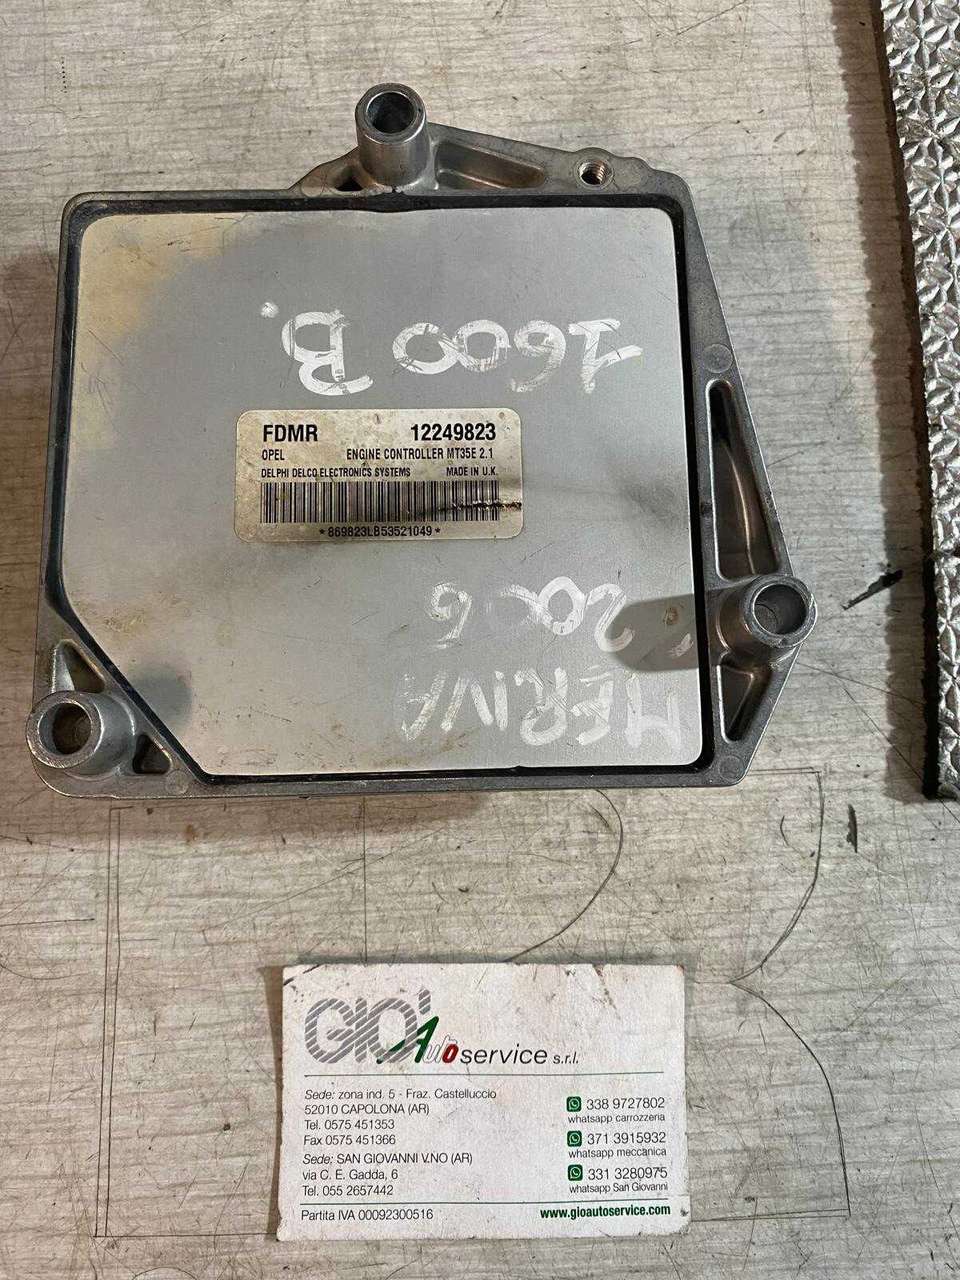 1600 B.
FDMR 12249823
OPEL ENGINE CONTROLLER MT35E 2.1
DELPHI DELCO ELECTRONICS SYSTEMS MADE IN U.K.
*869823LB53521049*
2006
MERIVA
GIO' Auto service s.r.l.
Sede: zona ind. 5 - Fraz. Castelluccio
52010 CAPOLONA (AR)
Tel. 0575 451353
Fax 0575 451366
Sede: SAN GIOVANNI V.NO (AR)
via C. E. Gadda, 6
Tel. 055 2657442
Partita IVA 00092300516
338 9727802
whatsapp carrozzeria
371 3915932
whatsapp meccanica
331 3280975
whatsapp San Giovanni
www.gioautoservice.com